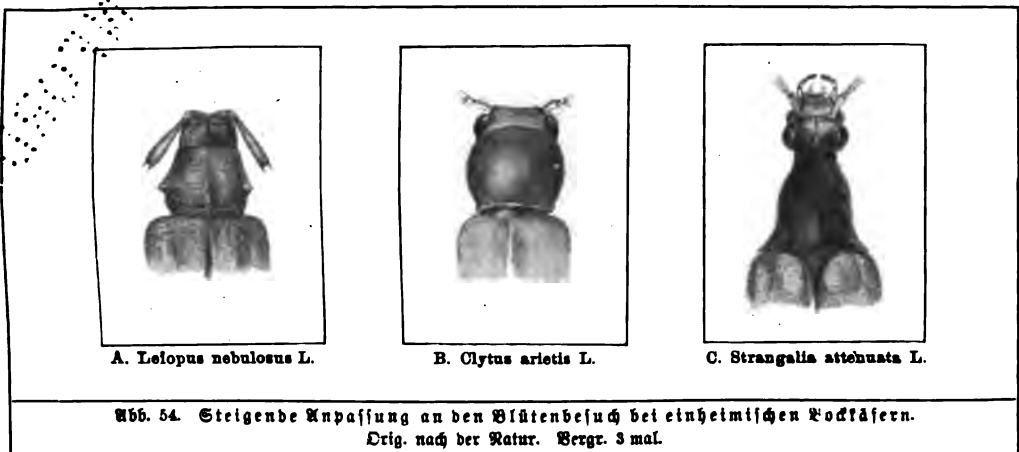 A. Leiopus nebulosus L.
B. Clytus arietis L.
C. Strangalia attenuata L.
Abb. 54. Steigende Anpassung an den Blütenbesuch bei einheimischen Bockkäfern.
Orig. nach der Natur. Vergr. 3 mal.